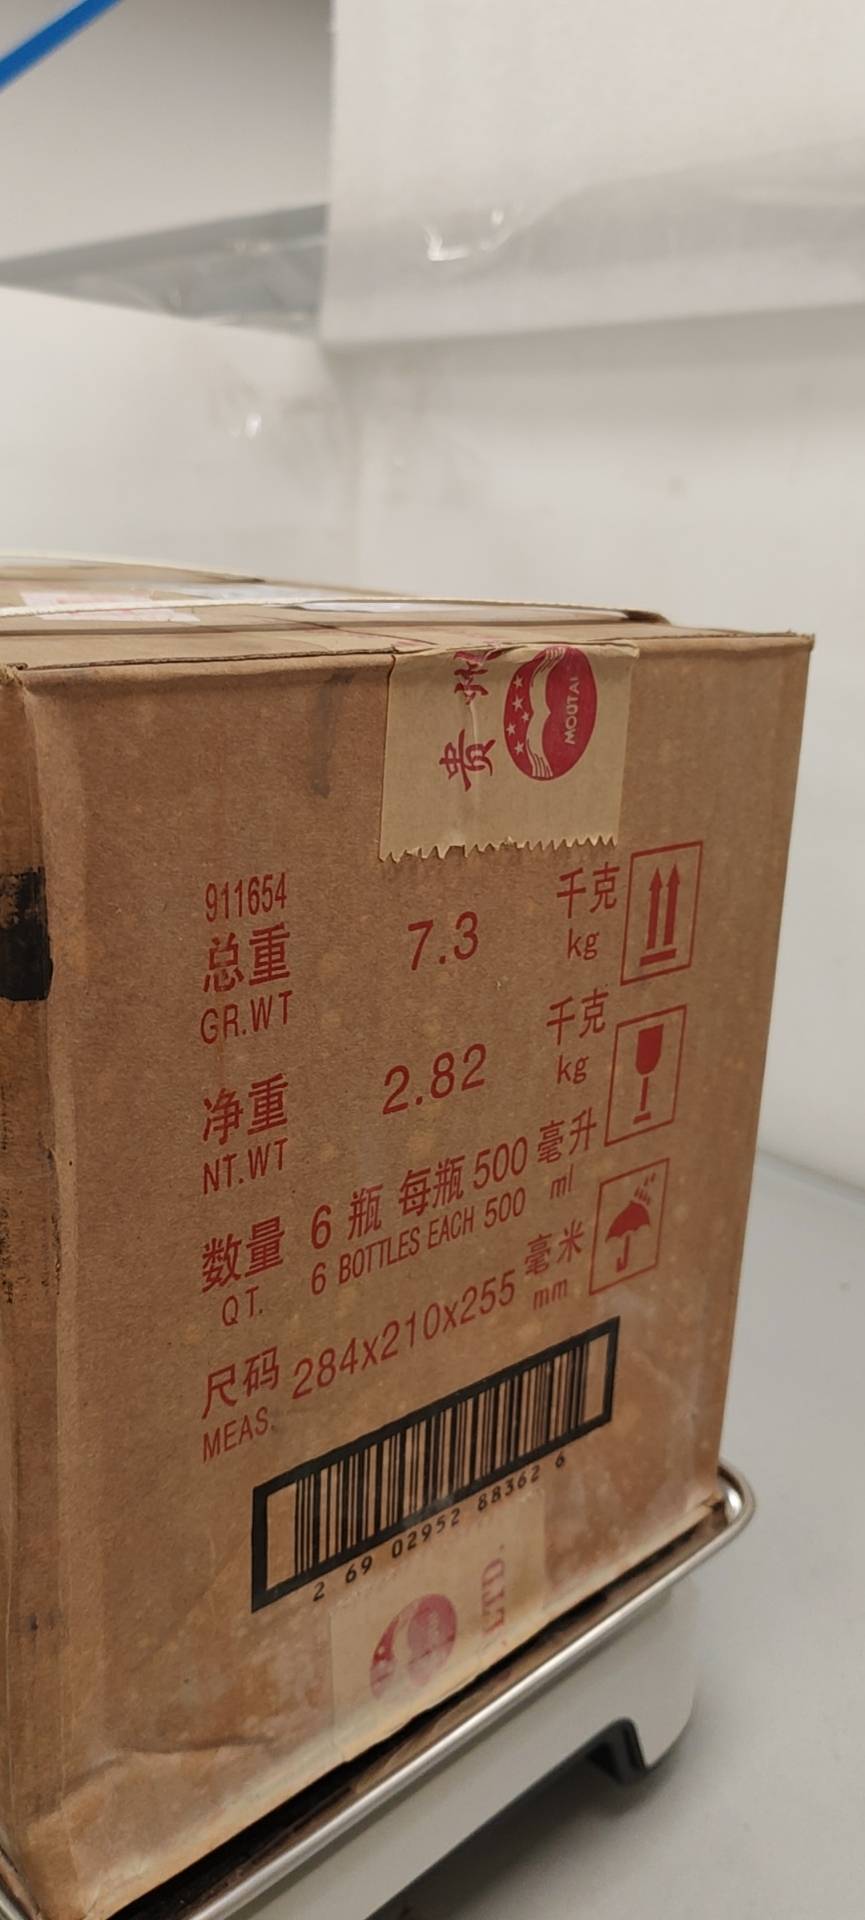 贵州
MOUTAI
911654
总重 7.3 千克
GR.WT kg
净重 2.82 千克
NT.WT kg
数量 6 瓶 每瓶 500 毫升
QT. 6 BOTTLES EACH 500 ml
尺码 284x210x255 毫米
MEAS. mm
2 69 02952 88362 6
LTD.